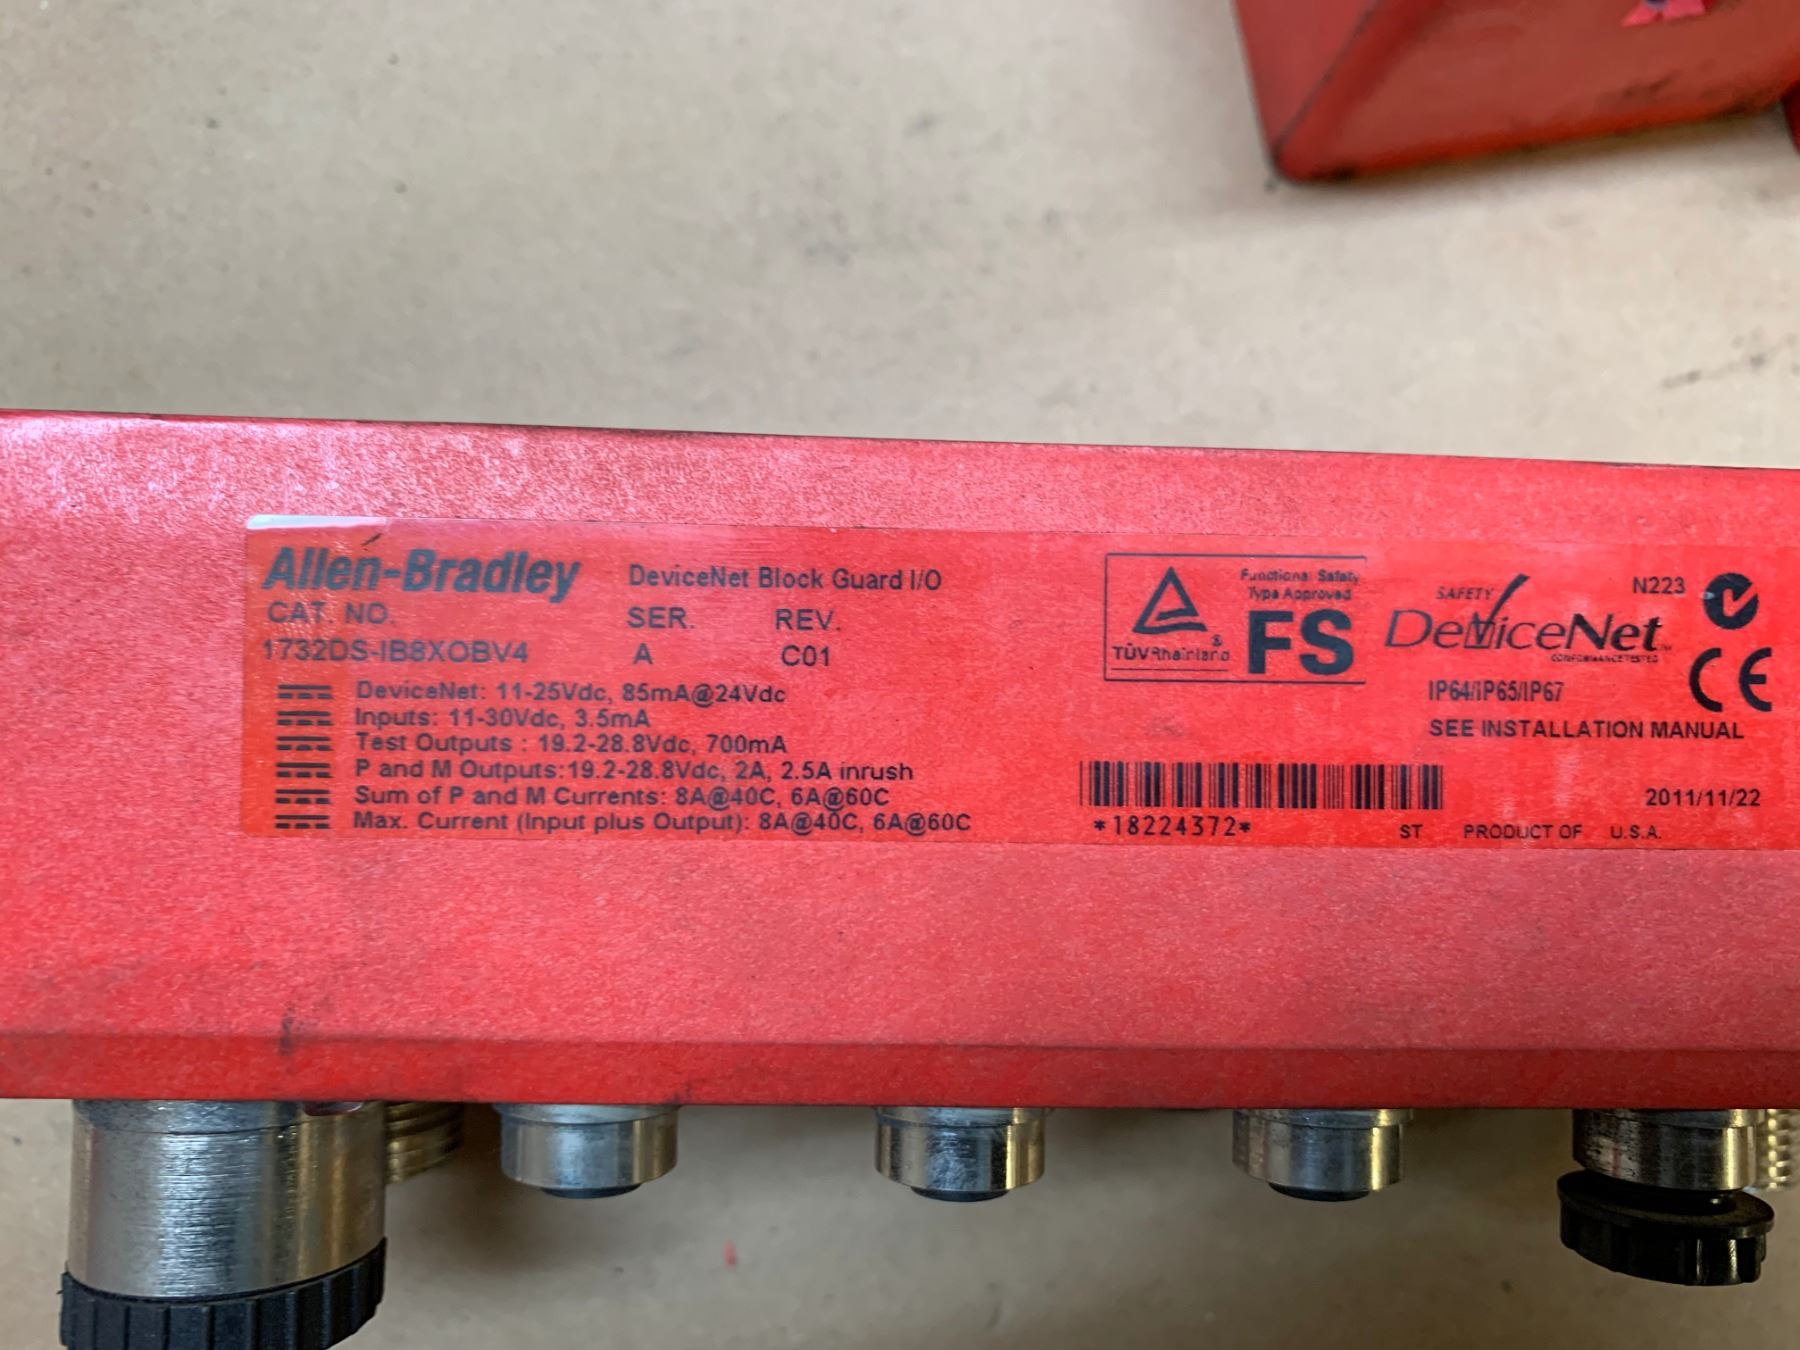 Allen-Bradley DeviceNet Block Guard I/O
CAT. NO. SER. REV.
1732DS-IB8XOBV4 A C01
DeviceNet: 11-25Vdc, 85mA@24Vdc
Inputs: 11-30Vdc, 3.5mA
Test Outputs : 19.2-28.8Vdc, 700mA
P and M Outputs:19.2-28.8Vdc, 2A, 2.5A inrush
Sum of P and M Currents: 8A@40C, 6A@60C
Max. Current (Input plus Output): 8A@40C, 6A@60C
TÜVRheinland ®
Functional Safety
Type Approved
FS
SAFETY
DeviceNet™
CONFORMANCE TESTED
N223
CE
IP64/IP65/IP67
SEE INSTALLATION MANUAL
*18224372*
2011/11/22
ST PRODUCT OF U.S.A.